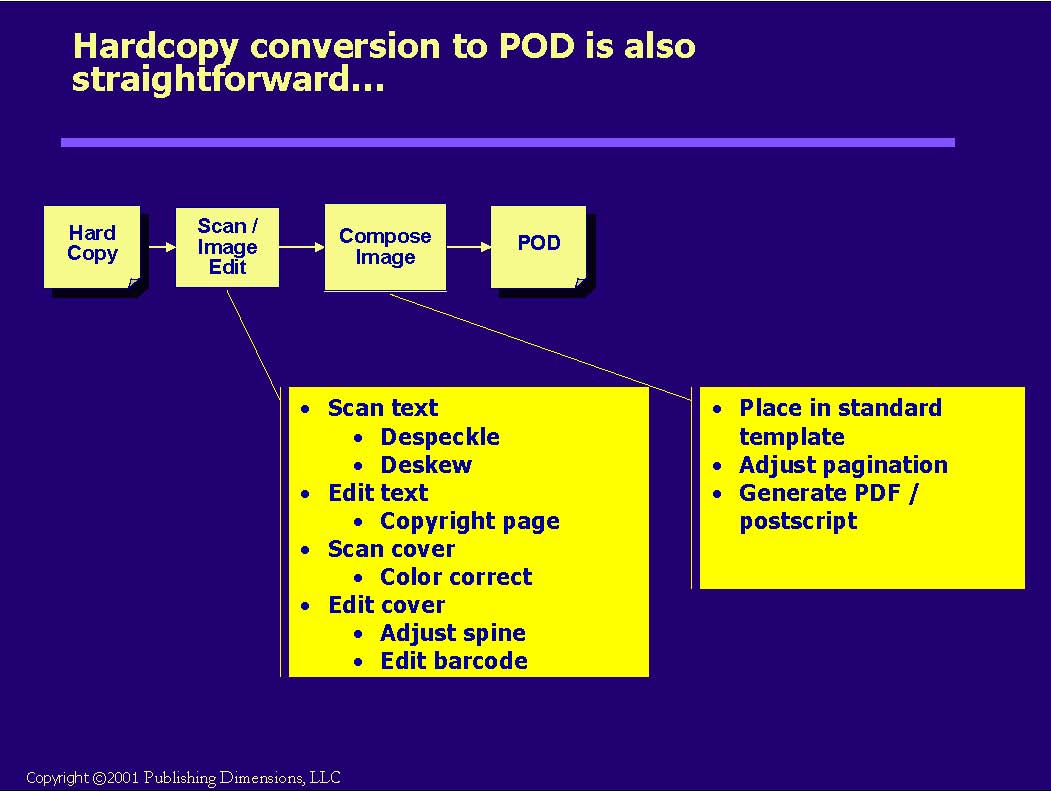 Hardcopy conversion to POD is also
straightforward...
Hard
Copy
Scan /
Image
Edit
Compose
Image
POD
• Scan text
• Despeckle
• Deskew
• Edit text
• Copyright page
• Scan cover
• Color correct
• Edit cover
• Adjust spine
• Edit barcode
• Place in standard
template
• Adjust pagination
• Generate PDF /
postscript
Copyright ©2001 Publishing Dimensions, LLC